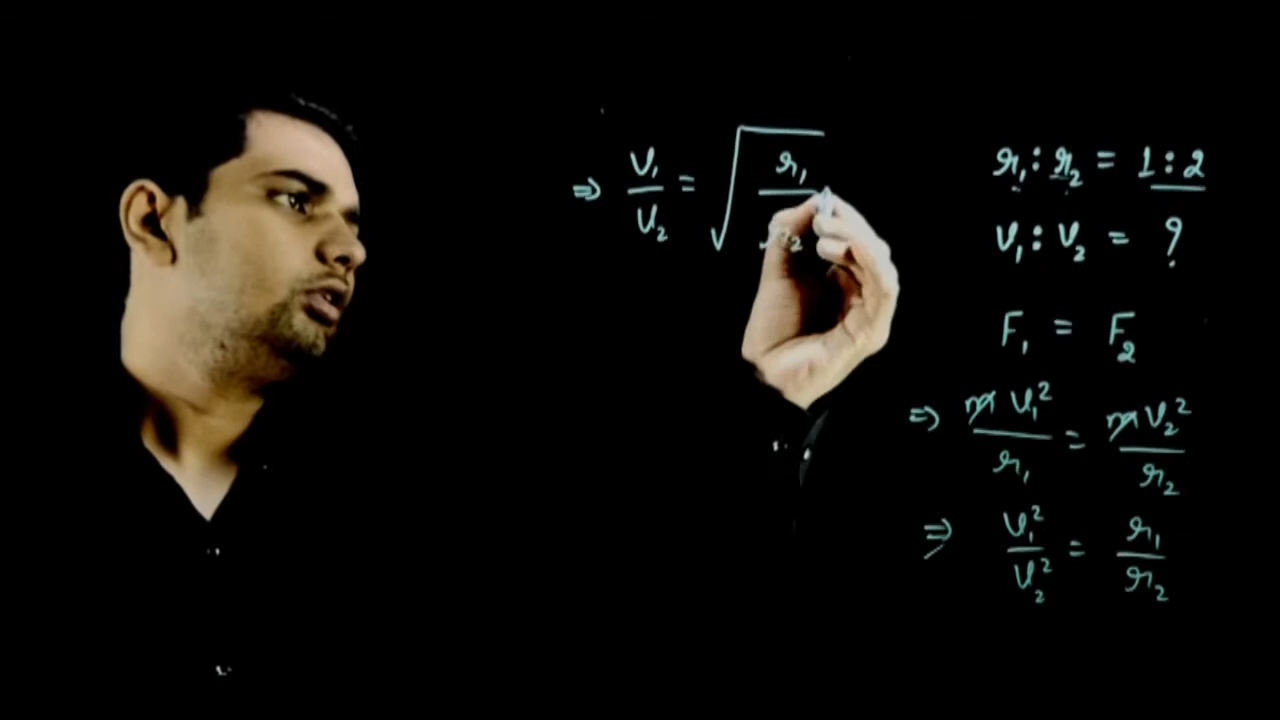 r₁ : r₂ = 1 : 2
v₁ : v₂ = ?
F₁ = F₂
⇒ mv₁²/r₁ = mv₂²/r₂
⇒ v₁²/v₂² = r₁/r₂
⇒ v₁/v₂ = √(r₁/r₂)